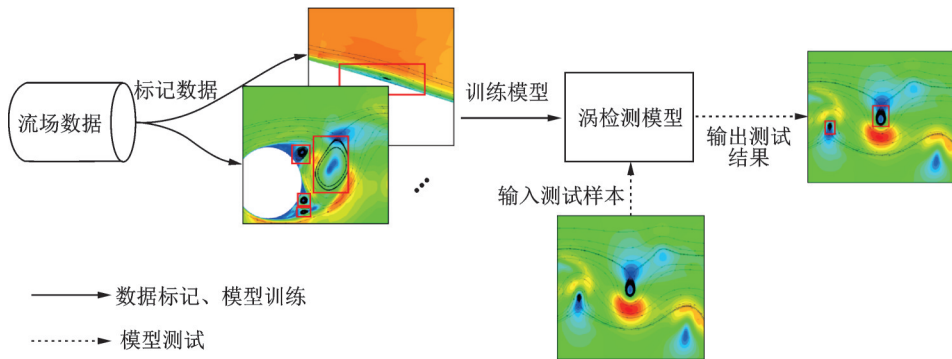 标记数据
流场数据
训练模型
涡检测模型
输出测试
结果
输入测试样本
数据标记、模型训练
模型测试